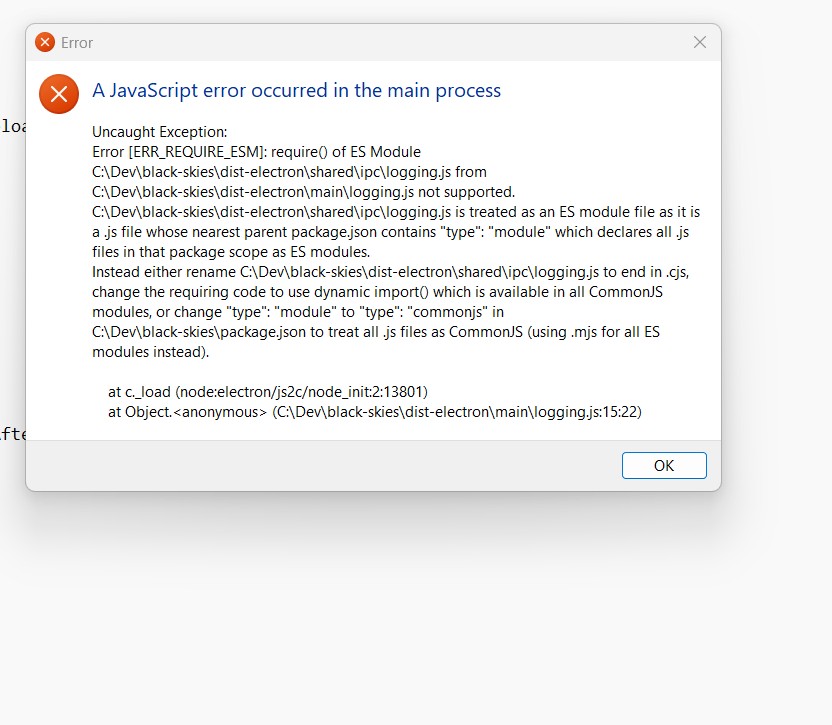 Error
A JavaScript error occurred in the main process
Uncaught Exception:
Error [ERR_REQUIRE_ESM]: require() of ES Module
C:\Dev\black-skies\dist-electron\shared\ipc\logging.js from
C:\Dev\black-skies\dist-electron\main\logging.js not supported.
C:\Dev\black-skies\dist-electron\shared\ipc\logging.js is treated as an ES module file as it is
a .js file whose nearest parent package.json contains "type": "module" which declares all .js
files in that package scope as ES modules.
Instead either rename C:\Dev\black-skies\dist-electron\shared\ipc\logging.js to end in .cjs,
change the requiring code to use dynamic import() which is available in all CommonJS
modules, or change "type": "module" to "type": "commonjs" in
C:\Dev\black-skies\package.json to treat all .js files as CommonJS (using .mjs for all ES
modules instead).
at c._load (node:electron/js2c/node_init:2:13801)
at Object.<anonymous> (C:\Dev\black-skies\dist-electron\main\logging.js:15:22)
OK